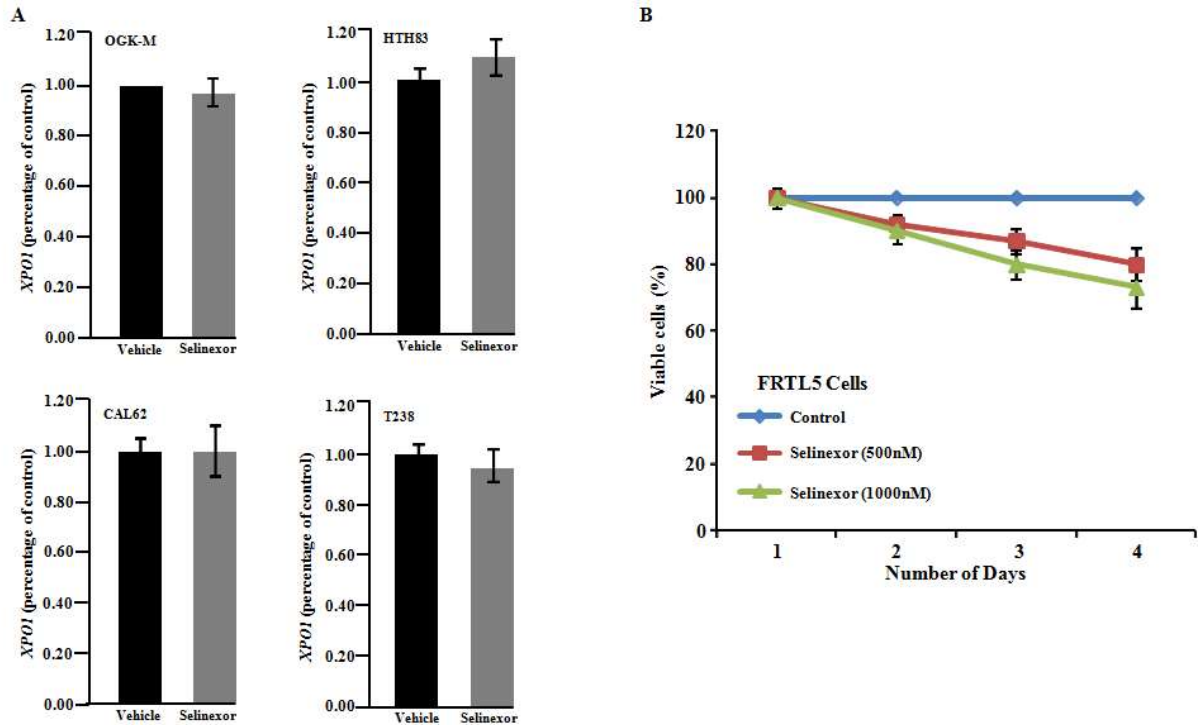 A
OGK-M
XPO1 (percentage of control)
1.20
1.00
0.80
0.60
0.40
0.20
0.00
Vehicle Selinexor
HTH83
XPO1 (percentage of control)
1.20
1.00
0.80
0.60
0.40
0.20
0.00
Vehicle Selinexor
CAL62
XPO1 (percentage of control)
1.20
1.00
0.80
0.60
0.40
0.20
0.00
Vehicle Selinexor
T238
XPO1 (percentage of control)
1.20
1.00
0.80
0.60
0.40
0.20
0.00
Vehicle Selinexor
B
Viable cells (%)
120
100
80
60
40
20
0
FRTL5 Cells
Control
Selinexor (500nM)
Selinexor (1000nM)
1 2 3 4
Number of Days